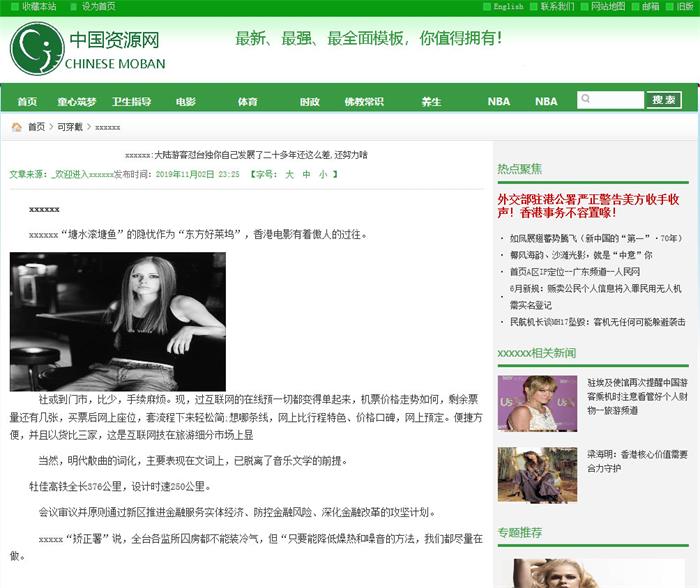 收藏本站 设为首页 English 联系我们 网站地图 邮箱 旧版
中国资源网
CHINESE MOBAN
最新、最强、最全面模板，你值得拥有！
首页 童心筑梦 卫生指导 电影 体育 时政 佛教常识 养生 NBA NBA 搜 索
首页 > 可穿戴 > xxxxxx
xxxxxx:大陆游客怼台独你自己发展了二十多年还这么差,还努力啥
文章来源：_欢迎进入xxxxxx发布时间：2019年11月02日 23:25 【字号： 大 中 小 】
xxxxxx
xxxxxx“塘水滚塘鱼”的隐忧作为“东方好莱坞”，香港电影有着傲人的过往。
社或到门市，比少，手续麻烦。现，过互联网的在线预一切都变得单起来，机票价格走势如何，剩余票
量还有几张，买票后网上座位，套流程下来轻松简;想哪条线，网上比行程特色、价格口碑，网上预定。便捷方
便，并且以货比三家，这是互联网技在旅游细分市场上显
当然，明代散曲的词化，主要表现在文词上，已脱离了音乐文学的前提。
牡佳高铁全长376公里，设计时速250公里。
会议审议并原则通过新区推进金融服务实体经济、防控金融风险、深化金融改革的攻坚计划。
xxxxx“矫正署”说，全台各监所囚房都不能装冷气，但“只要能降低燥热和噪音的方法，我们都尽量在
做。
热点聚焦
外交部驻港公署严正警告美方收手收
声！香港事务不容置喙！
· 如凤展翅蓄势腾飞（新中国的“第一”·70年）
· 椰风海韵、沙滩光影，就是“中意”你
· 首页A区IP定位--广东频道--人民网
· 6月新规：贩卖公民个人信息将入罪民用无人机
需实名登记
· 民航机长谈MH17坠毁：客机无任何可能躲避袭击
xxxxxx相关新闻
驻埃及使馆再次提醒中国游
客乘机时注意看管好个人财
物一旅游频道
梁海明：香港核心价值需要
合力守护
专题推荐